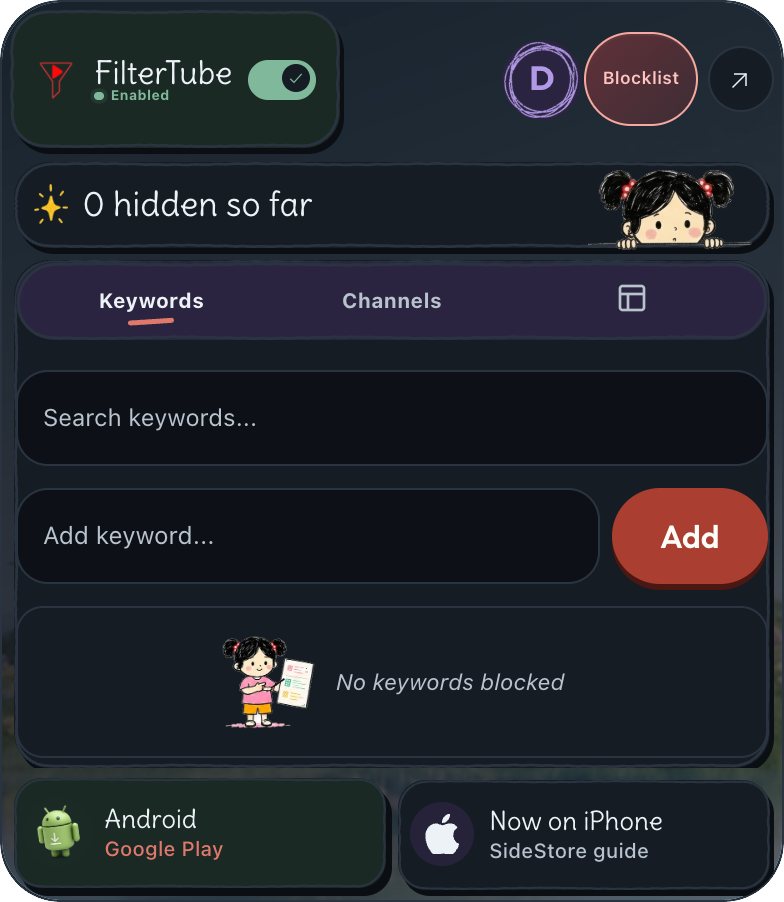 FilterTube
Enabled
D
Blocklist
0 hidden so far
Keywords
Channels
Search keywords...
Add keyword...
Add
No keywords blocked
Android
Google Play
Now on iPhone
SideStore guide